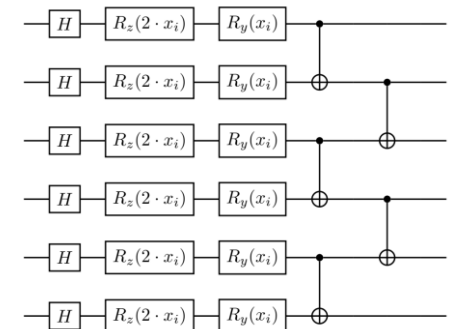 H R_z(2 · x_i) R_y(x_i)
H R_z(2 · x_i) R_y(x_i)
H R_z(2 · x_i) R_y(x_i)
H R_z(2 · x_i) R_y(x_i)
H R_z(2 · x_i) R_y(x_i)
H R_z(2 · x_i) R_y(x_i)